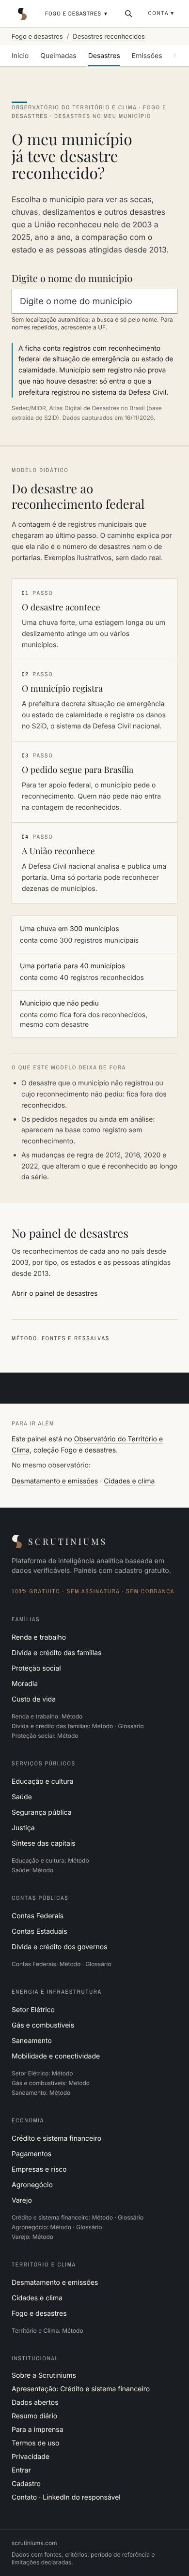 FOGO E DESASTRES ▾
CONTA ▾
Fogo e desastres / Desastres reconhecidos
Início Queimadas Desastres Emissões
OBSERVATÓRIO DO TERRITÓRIO E CLIMA · FOGO E
DESASTRES · DESASTRES NO MEU MUNICÍPIO
O meu município
já teve desastre
reconhecido?
Escolha o município para ver as secas,
chuvas, deslizamentos e outros desastres
que a União reconheceu nele de 2003 a
2025, ano a ano, a comparação com o
estado e as posições atingidas desde 2013.
Digite o nome do município
Digite o nome do município
Sem localização automática: a busca é só pelo nome. Para
nomes repetidos, acrescente a UF.
A ficha conta registros com reconhecimento
federal de situação de emergência ou estado de
calamidade. Município sem registro não prova
que não houve desastre: só entra o que a
prefeitura registrou no sistema da Defesa Civil.
Sedec/MIDR, Atlas Digital de Desastres no Brasil (base
extraída do S2iD). Dados capturados em 16/11/2026.
MODELO DIDÁTICO
Do desastre ao
reconhecimento federal
A contagem é de registros municipais que
chegaram ao último passo. O caminho explica por
que ela não é o número de desastres nem o de
portarias. Exemplos ilustrativos, sem dado real.
01 PASSO
O desastre acontece
Uma chuva forte, uma estiagem longa ou um
deslizamento atinge um ou vários
municípios.
02 PASSO
O município registra
A prefeitura decreta situação de emergência
ou estado de calamidade e registra os danos
no S2iD, o sistema da Defesa Civil nacional.
03 PASSO
O pedido segue para Brasília
Para ter apoio federal, o município pede o
reconhecimento. Quem não pede não entra
na contagem de reconhecimentos.
04 PASSO
A União reconhece
A Defesa Civil nacional analisa e publica uma
portaria. Uma só portaria pode reconhecer
dezenas de municípios.
Uma chuva em 300 municípios
conta como 300 registros municipais
Uma portaria para 40 municípios
conta como 40 registros reconhecidos
Município que não pediu
conta como fica fora dos reconhecidos,
mesmo com desastre
O QUE ESTE MODELO DEIXA DE FORA
• O desastre que o município não registrou ou
cujo reconhecimento não pediu: fica fora dos
reconhecidos.
• Os pedidos negados ou ainda em análise:
aparecem na base como registro sem
reconhecimento.
• As mudanças de regra de 2012, 2016, 2020 e
2022, que alteram o que é reconhecido ao longo
da série.
No painel de desastres
Os reconhecimentos de cada ano no país desde
2003, por tipo, os estados e as pessoas atingidas
desde 2013.
Abrir o painel de desastres
MÉTODO, FONTES E RESSALVAS
PARA IR ALÉM
Este painel está no Observatório do Território e
Clima, coleção Fogo e desastres.
No mesmo observatório:
Desmatamento e emissões · Cidades e clima
SCRUTINIUMS
Plataforma de inteligência analítica baseada em
dados verificáveis. Painéis com cadastro gratuito.
100% GRATUITO · SEM ASSINATURA · SEM COBRANÇA
FAMÍLIAS
Renda e trabalho
Dívida e crédito das famílias
Proteção social
Moradia
Custo de vida
Renda e trabalho: Método
Dívida e crédito das famílias: Método · Glossário
Proteção social: Método
SERVIÇOS PÚBLICOS
Educação e cultura
Saúde
Segurança pública
Justiça
Síntese das capitais
Educação e cultura: Método
Saúde: Método
CONTAS PÚBLICAS
Contas Federais
Contas Estaduais
Dívida e crédito dos governos
Contas Federais: Método · Glossário
ENERGIA E INFRAESTRUTURA
Setor Elétrico
Gás e combustíveis
Saneamento
Mobilidade e conectividade
Setor Elétrico: Método
Gás e combustíveis: Método
Saneamento: Método
ECONOMIA
Crédito e sistema financeiro
Pagamentos
Empresas e risco
Agronegócio
Varejo
Crédito e sistema financeiro: Método · Glossário
Agronegócio: Método · Glossário
Varejo: Método
TERRITÓRIO E CLIMA
Desmatamento e emissões
Cidades e clima
Fogo e desastres
Território e Clima: Método
INSTITUCIONAL
Sobre a Scrutiniums
Apresentação: Crédito e sistema financeiro
Dados abertos
Resumo diário
Para a imprensa
Termos de uso
Privacidade
Entrar
Cadastro
Contato · LinkedIn do responsável
scrutiniums.com
Dados com fontes, critérios, período de referência e
limitações declaradas.